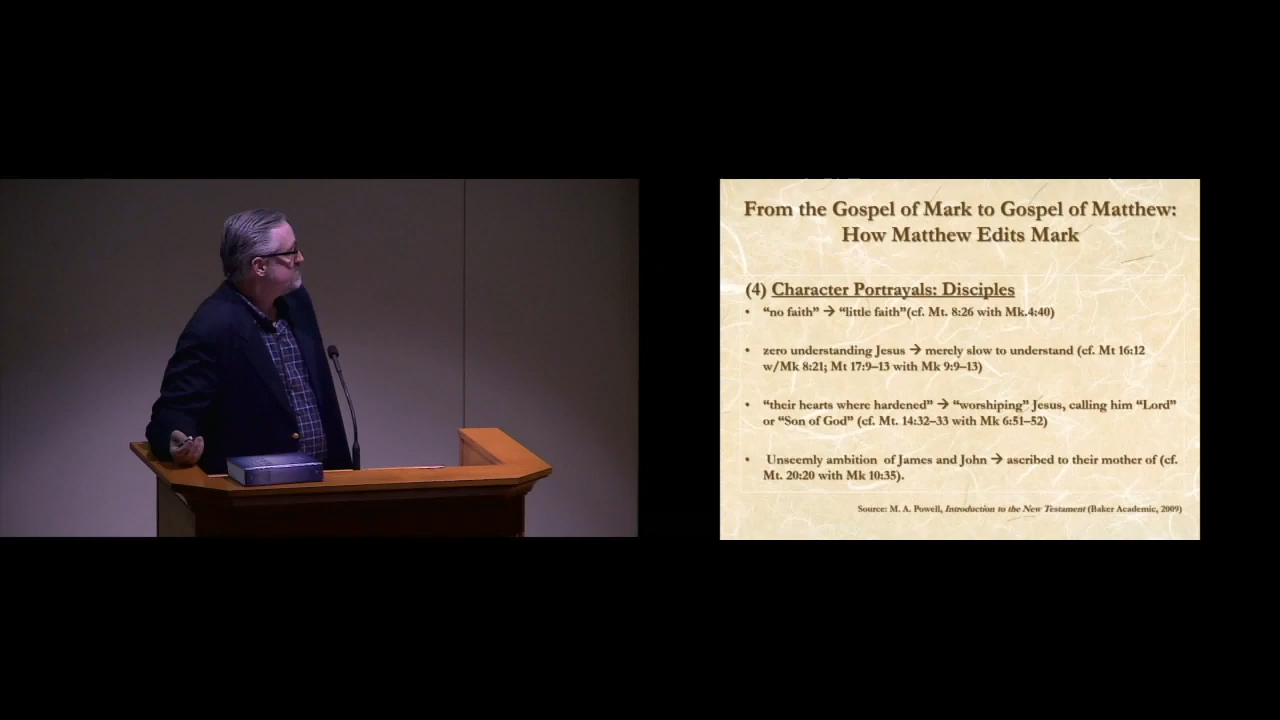 From the Gospel of Mark to Gospel of Matthew:
How Matthew Edits Mark
(4) Character Portrayals: Disciples
• “no faith” → “little faith”(cf. Mt. 8:26 with Mk.4:40)
• zero understanding Jesus → merely slow to understand (cf. Mt 16:12
w/Mk 8:21; Mt 17:9–13 with Mk 9:9–13)
• “their hearts where hardened” → “worshiping” Jesus, calling him “Lord”
or “Son of God” (cf. Mt. 14:32–33 with Mk 6:51–52)
• Unseemly ambition of James and John → ascribed to their mother of (cf.
Mt. 20:20 with Mk 10:35).
Source: M. A. Powell, Introduction to the New Testament (Baker Academic, 2009)